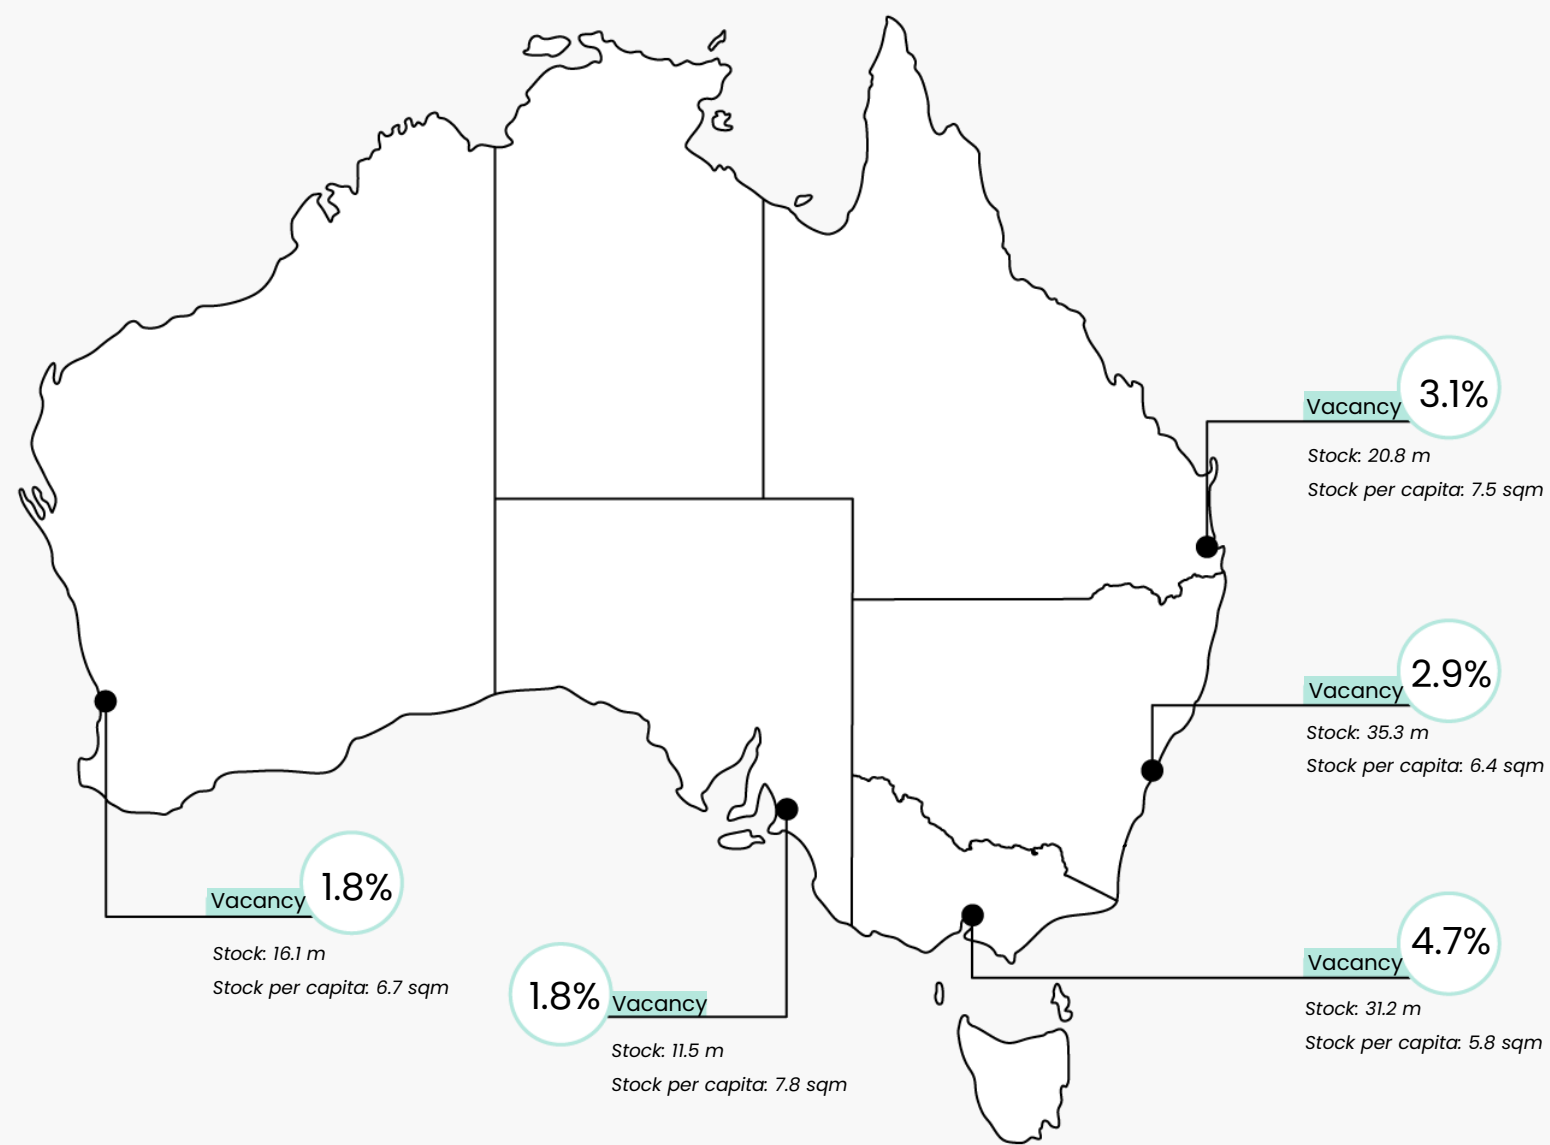 Vacancy 3.1%
Stock: 20.8 m
Stock per capita: 7.5 sqm
Vacancy 2.9%
Stock: 35.3 m
Stock per capita: 6.4 sqm
Vacancy 1.8%
Stock: 16.1 m
Stock per capita: 6.7 sqm
1.8% Vacancy
Stock: 11.5 m
Stock per capita: 7.8 sqm
Vacancy 4.7%
Stock: 31.2 m
Stock per capita: 5.8 sqm